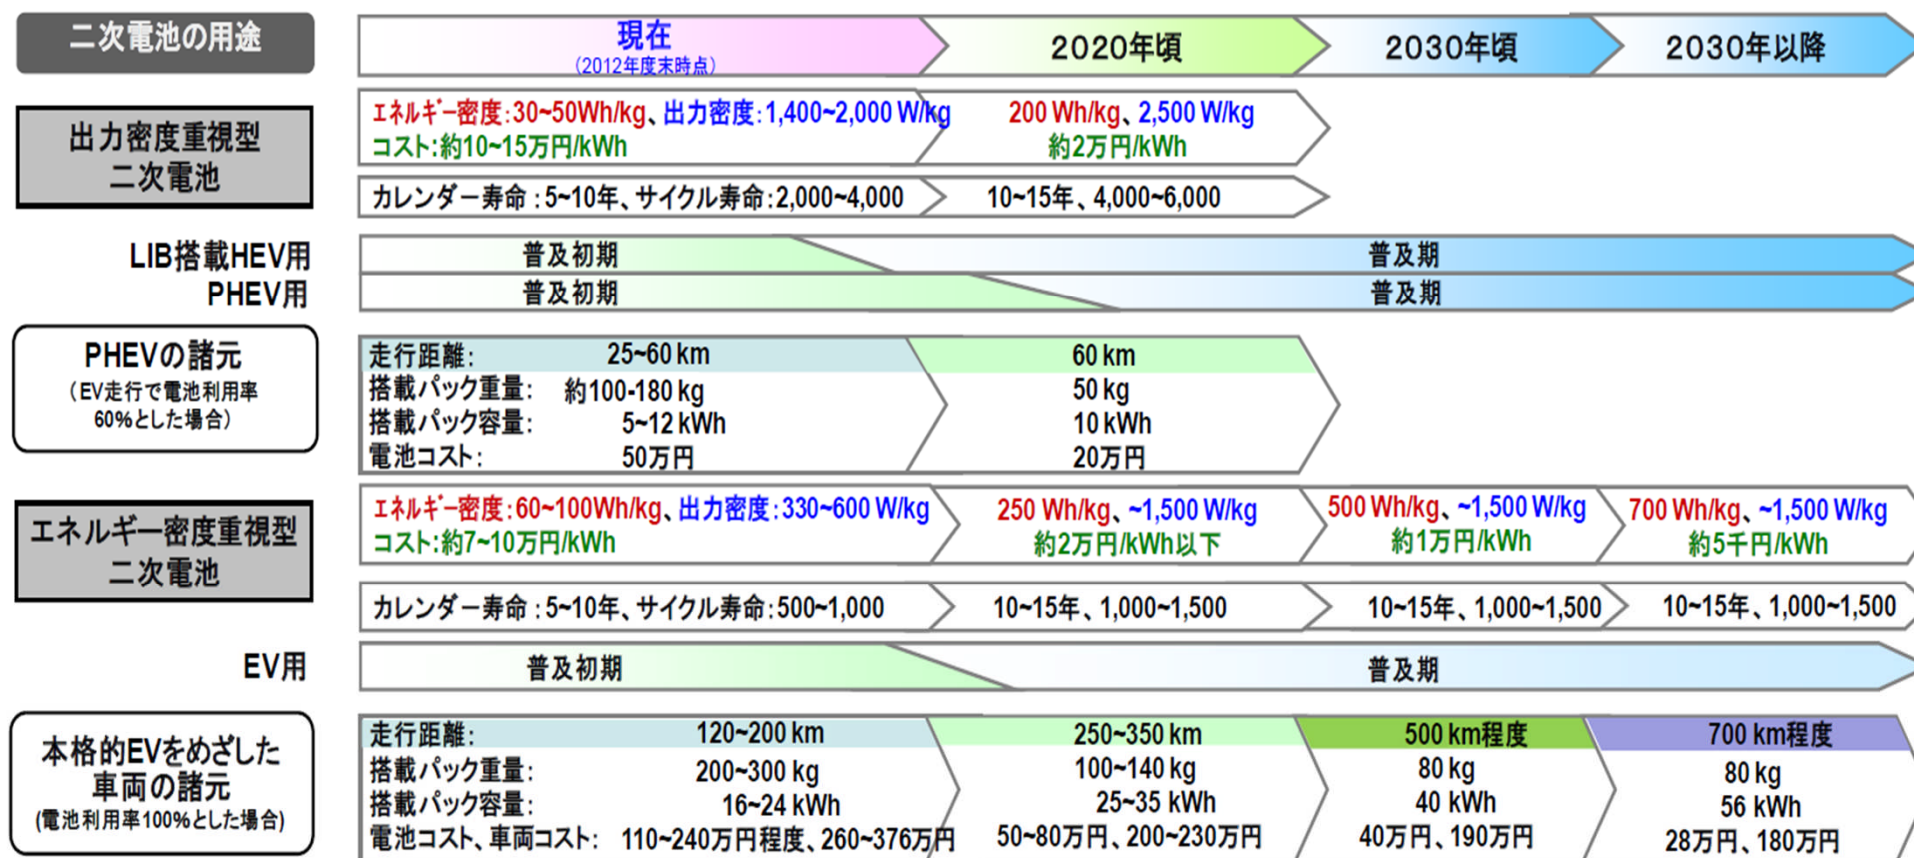 二次電池の用途
現在
(2012年度末時点)
2020年頃
2030年頃
2030年以降
出力密度重視型
二次電池
エネルギー密度:30~50Wh/kg、出力密度:1,400~2,000 W/kg
コスト:約10~15万円/kWh
200 Wh/kg、2,500 W/kg
約2万円/kWh
カレンダー寿命:5~10年、サイクル寿命:2,000~4,000
10~15年、4,000~6,000
LIB搭載HEV用
普及初期
普及期
PHEV用
普及初期
普及期
PHEVの諸元
(EV走行で電池利用率
60%とした場合)
走行距離: 25~60 km
60 km
搭載パック重量: 約100-180 kg
50 kg
搭載パック容量: 5~12 kWh
10 kWh
電池コスト: 50万円
20万円
エネルギー密度重視型
二次電池
エネルギー密度:60~100Wh/kg、出力密度:330~600 W/kg
コスト:約7~10万円/kWh
250 Wh/kg、~1,500 W/kg
約2万円/kWh以下
500 Wh/kg、~1,500 W/kg
約1万円/kWh
700 Wh/kg、~1,500 W/kg
約5千円/kWh
カレンダー寿命:5~10年、サイクル寿命:500~1,000
10~15年、1,000~1,500
10~15年、1,000~1,500
10~15年、1,000~1,500
EV用
普及初期
普及期
本格的EVをめざした
車両の諸元
(電池利用率100%とした場合)
走行距離: 120~200 km
250~350 km
500 km程度
700 km程度
搭載パック重量: 200~300 kg
100~140 kg
80 kg
80 kg
搭載パック容量: 16~24 kWh
25~35 kWh
40 kWh
56 kWh
電池コスト、車両コスト: 110~240万円程度、260~376万円
50~80万円、200~230万円
40万円、190万円
28万円、180万円